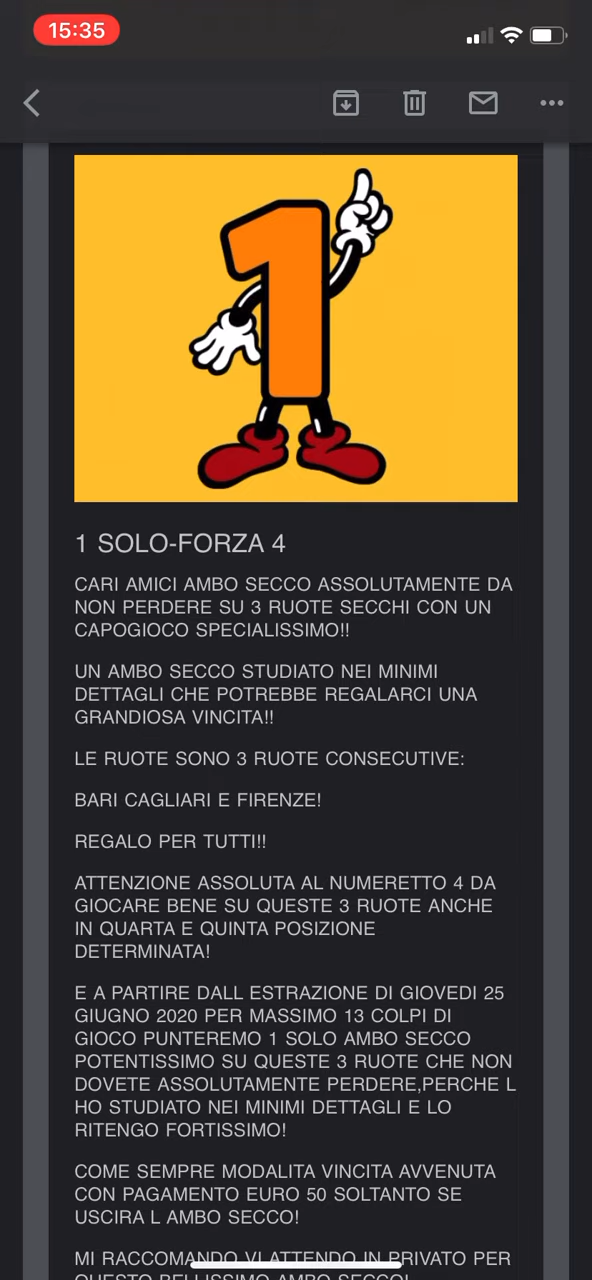 15:35
1
1 SOLO-FORZA 4
CARI AMICI AMBO SECCO ASSOLUTAMENTE DA
NON PERDERE SU 3 RUOTE SECCHI CON UN
CAPOGIOCO SPECIALISSIMO!!
UN AMBO SECCO STUDIATO NEI MINIMI
DETTAGLI CHE POTREBBE REGALARCI UNA
GRANDIOSA VINCITA!!
LE RUOTE SONO 3 RUOTE CONSECUTIVE:
BARI CAGLIARI E FIRENZE!
REGALO PER TUTTI!!
ATTENZIONE ASSOLUTA AL NUMERETTO 4 DA
GIOCARE BENE SU QUESTE 3 RUOTE ANCHE
IN QUARTA E QUINTA POSIZIONE
DETERMINATA!
E A PARTIRE DALL ESTRAZIONE DI GIOVEDI 25
GIUGNO 2020 PER MASSIMO 13 COLPI DI
GIOCO PUNTEREMO 1 SOLO AMBO SECCO
POTENTISSIMO SU QUESTE 3 RUOTE CHE NON
DOVETE ASSOLUTAMENTE PERDERE,PERCHE L
HO STUDIATO NEI MINIMI DETTAGLI E LO
RITENGO FORTISSIMO!
COME SEMPRE MODALITA VINCITA AVVENUTA
CON PAGAMENTO EURO 50 SOLTANTO SE
USCIRA L AMBO SECCO!
MI RACCOMANDO VI ATTENDO IN PRIVATO PER
QUESTO BELLISSIMO AMBO SECCO!